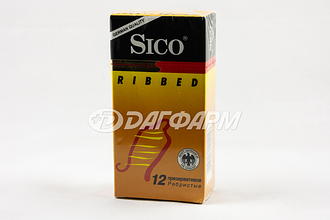 GERMAN QUALITY
SICO®
RIBBED
ДАГФАРМ
12 презервативов
Ребристые